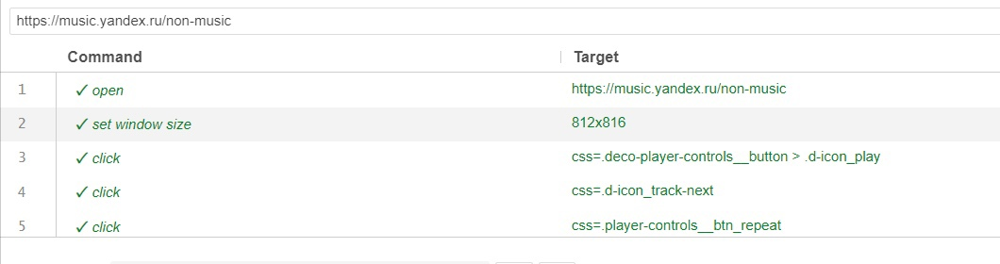 https://music.yandex.ru/non-music
Command Target
1 ✓ open https://music.yandex.ru/non-music
2 ✓ set window size 812x816
3 ✓ click css=.deco-player-controls__button > .d-icon_play
4 ✓ click css=.d-icon_track-next
5 ✓ click css=.player-controls__btn_repeat